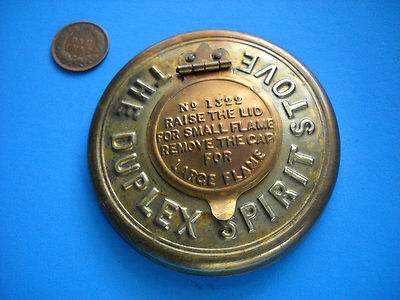 THE DUPLEX SPIRIT STOVE
No 1322
RAISE THE LID
FOR SMALL FLAME
REMOVE THE CAP
FOR
LARGE FLAME